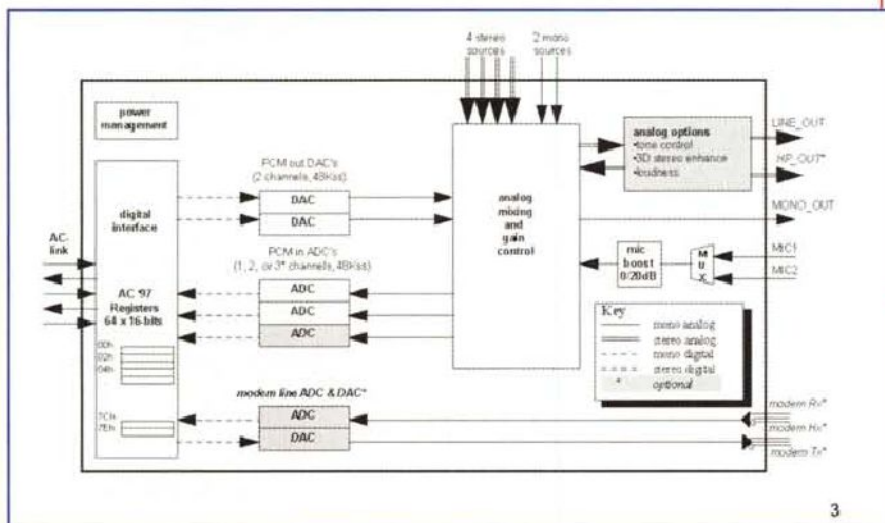 4 stereo
sources
2 mono
sources
power
management
digital
interface
AC-
link
AC '97
Registers
64 x 16-bits
00h
02h
04h
7Ch
7Eh
PCM out DAC's
(2 channels, 48Kss)
DAC
DAC
PCM in ADC's
(1, 2, or 3* channels, 48Kss)
ADC
ADC
ADC
modem line ADC & DAC*
ADC
DAC
analog
mixing
and
gain
control
analog options
•tone control
•3D stereo enhance
•loudness
LINE_OUT
HP_OUT*
MONO_OUT
mic
boost
0/20dB
M
U
X
MIC1
MIC2
Key
mono analog
stereo analog
mono digital
stereo digital
* optional
modem Rx*
modem Hx*
modem Tx*
3